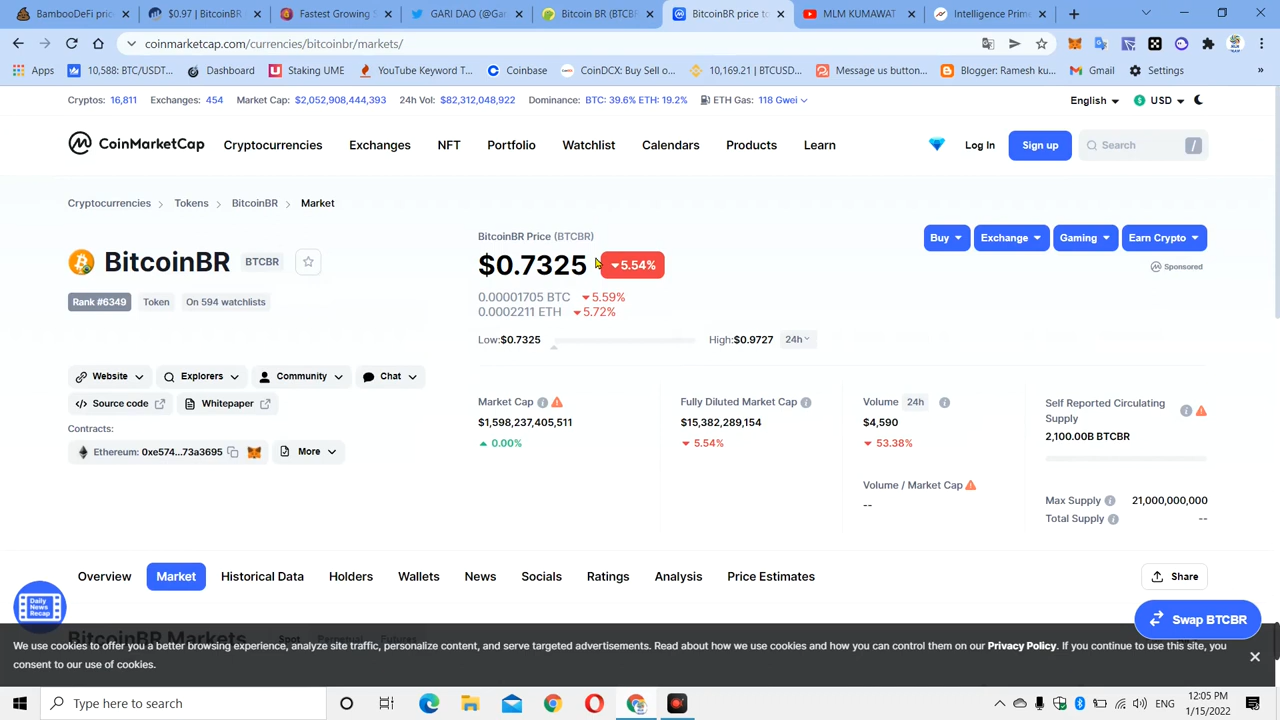 BambooDeFi price
$0.97 | BitcoinBR
Fastest Growing S
GARI DAO (@Gar
Bitcoin BR (BTCB
BitcoinBR price to
MLM KUMAWAT
Intelligence Prim
coinmarketcap.com/currencies/bitcoinbr/markets/
Apps
10,588: BC/USDT...
Dashboard
Staking UME
YouTube Keyword T...
Coinbase
CoinDCX: Buy Sell o...
10,169.21 | BTCUSD...
Message us button...
Blogger: Ramesh ku...
Gmail
Settings
Cryptos: 16,811 Exchanges: 454 Market Cap: $2,052,908,444,393 24h Vol: $82,312,048,922 Dominance: BTC: 39.6% ETH: 19.2% ETH Gas: 118 Gwei
English USD
CoinMarketCap Cryptocurrencies Exchanges NFT Portfolio Watchlist Calendars Products Learn Log In Sign up Search /
Cryptocurrencies Tokens BitcoinBR Market
BitcoinBR BTCBR
Rank #6349 Token On 594 watchlists
BitcoinBR Price (BTCBR)
$0.7325 5.54%
0.00001705 BTC 5.59%
0.0002211 ETH 5.72%
Low:$0.7325 High:$0.9727 24h
Buy Exchange Gaming Earn Crypto
Sponsored
Website Explorers Community Chat
Source code Whitepaper
Contracts:
Ethereum: 0xe574...73a3695 More
Market Cap
$1,598,237,405,511
0.00%
Fully Diluted Market Cap
$15,382,289,154
5.54%
Volume 24h
$4,590
53.38%
Volume / Market Cap
--
Self Reported Circulating
Supply
2,100.00B BTCBR
Max Supply 21,000,000,000
Total Supply --
Overview Market Historical Data Holders Wallets News Socials Ratings Analysis Price Estimates Share
Daily
News
Recap
BitcoinBR Markets Spot Perpetual Futures
Swap BTCBR
We use cookies to offer you a better browsing experience, analyze site traffic, personalize content, and serve targeted advertisements. Read about how we use cookies and how you can control them on our Privacy Policy. If you continue to use this site, you
consent to our use of cookies.
Type here to search
ENG
12:05 PM
1/15/2022